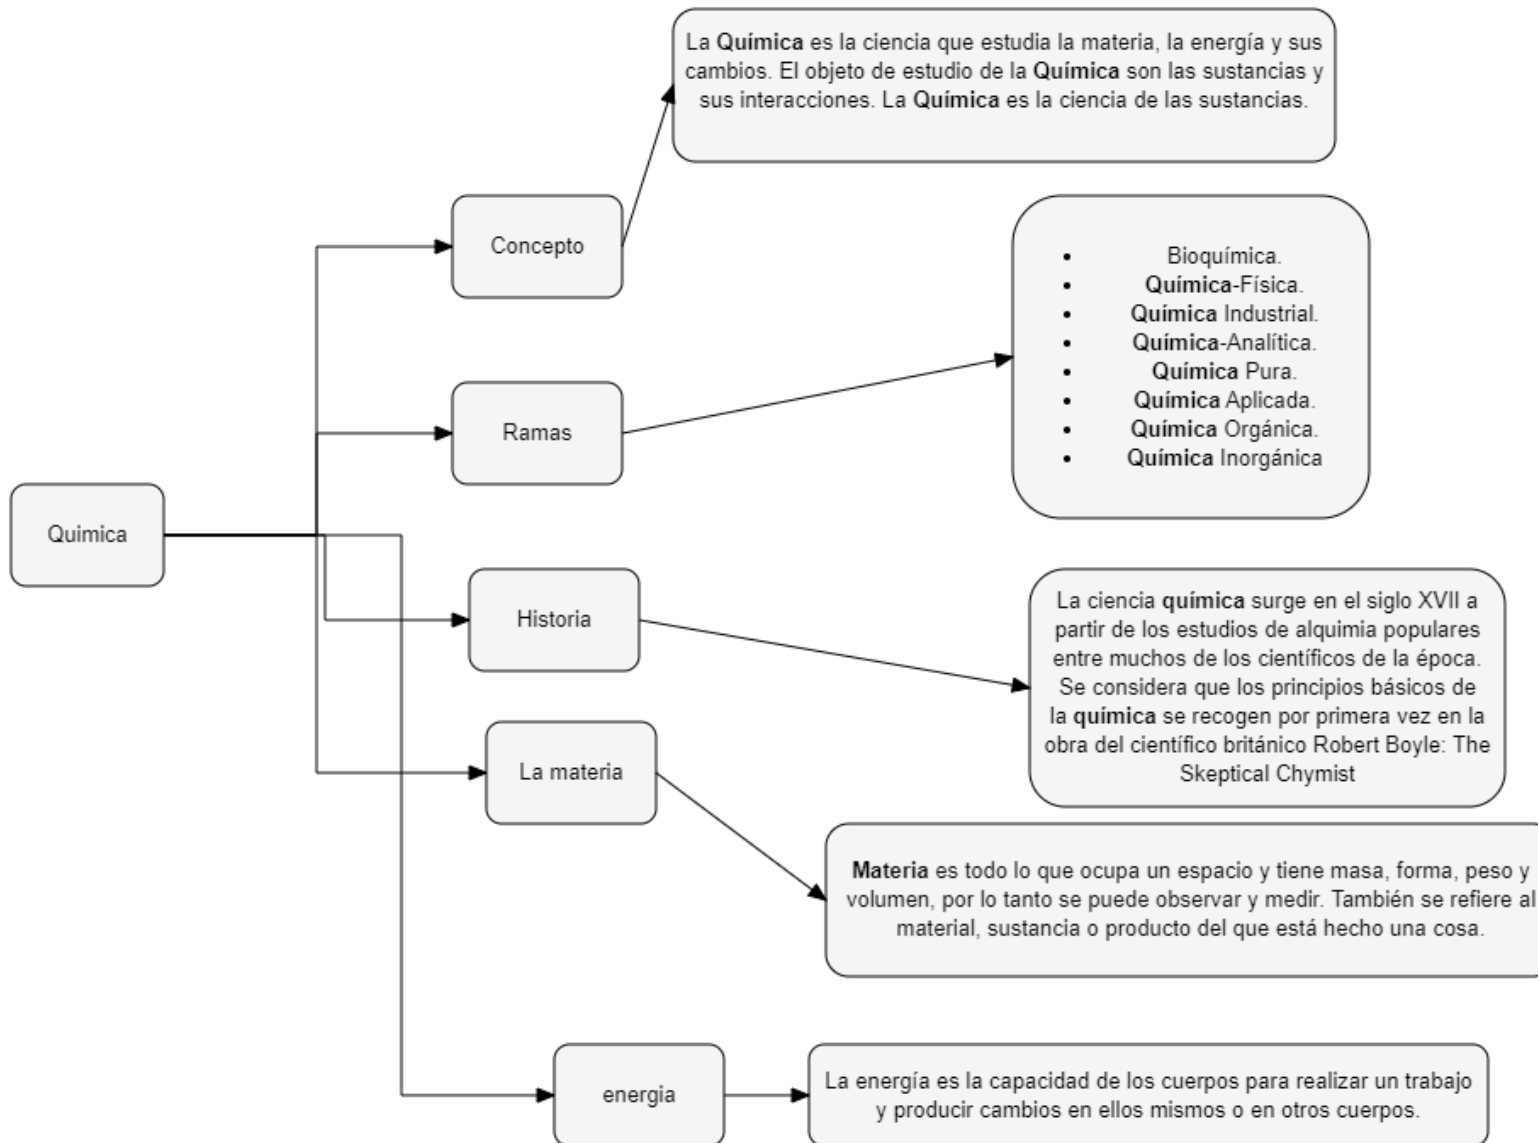 La Química es la ciencia que estudia la materia, la energía y sus
cambios. El objeto de estudio de la Química son las sustancias y
sus interacciones. La Química es la ciencia de las sustancias.
Concepto
• Bioquímica.
• Química-Física.
• Química Industrial.
• Química-Analítica.
• Química Pura.
• Química Aplicada.
• Química Orgánica.
• Química Inorgánica
Ramas
Quimica
Historia
La ciencia química surge en el siglo XVII a
partir de los estudios de alquimia populares
entre muchos de los científicos de la época.
Se considera que los principios básicos de
la química se recogen por primera vez en la
obra del científico británico Robert Boyle: The
Skeptical Chymist
La materia
Materia es todo lo que ocupa un espacio y tiene masa, forma, peso y
volumen, por lo tanto se puede observar y medir. También se refiere al
material, sustancia o producto del que está hecho una cosa.
energia
La energía es la capacidad de los cuerpos para realizar un trabajo
y producir cambios en ellos mismos o en otros cuerpos.